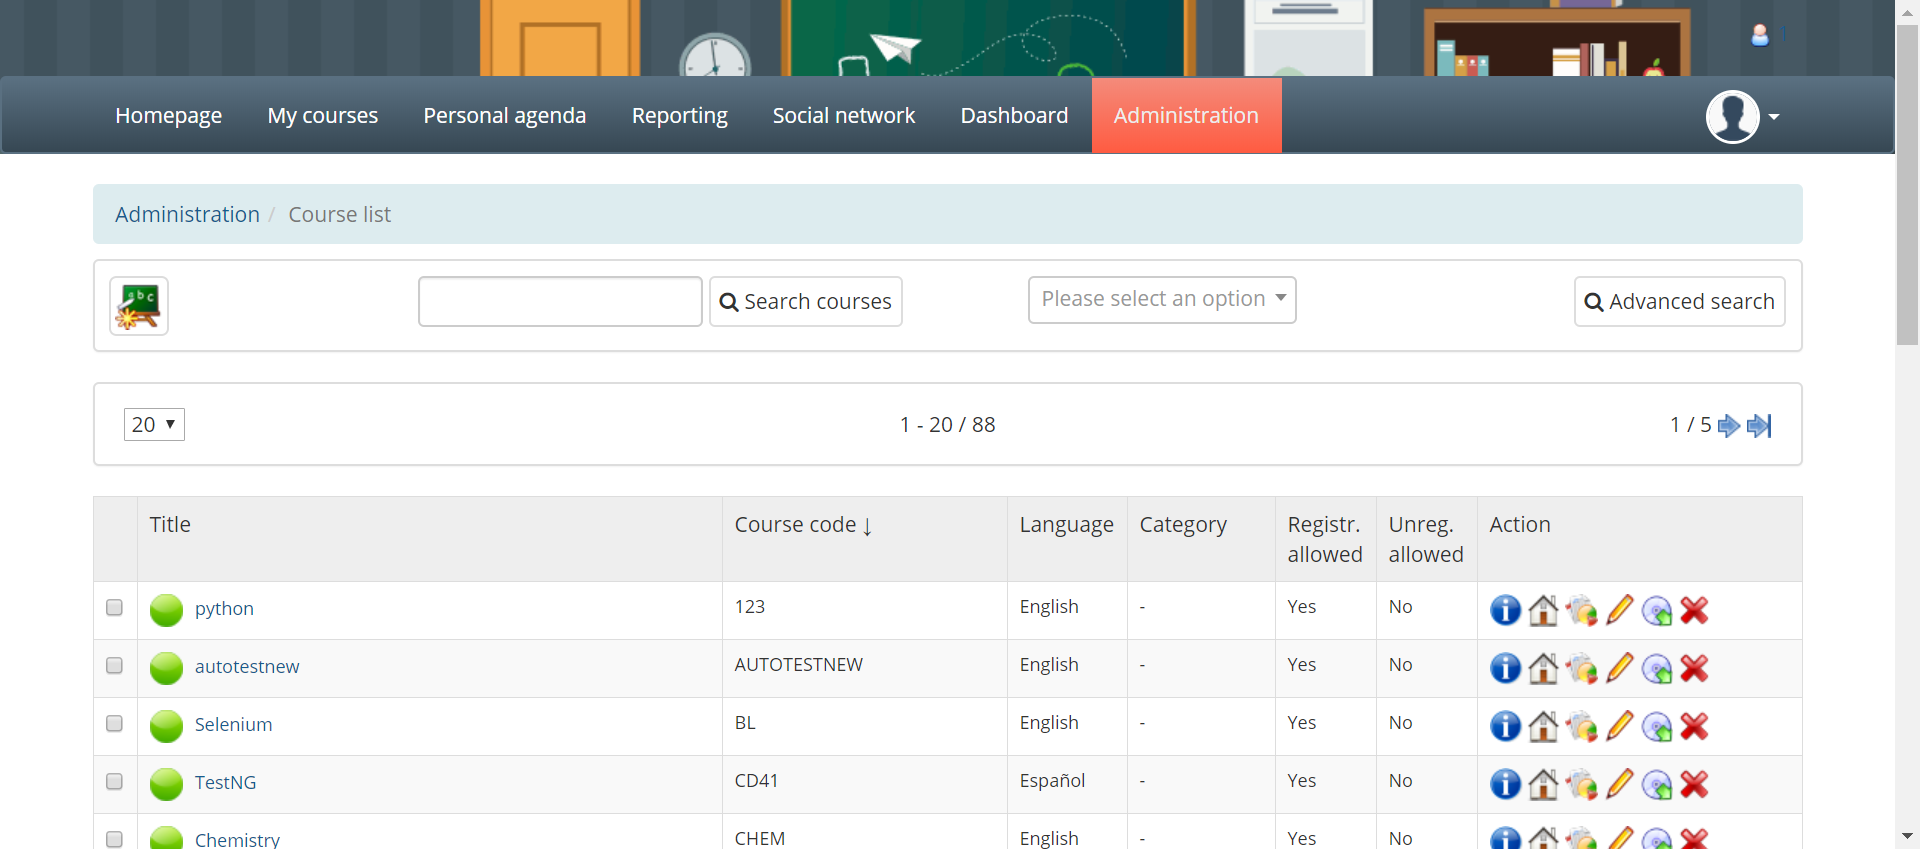 1
Homepage My courses Personal agenda Reporting Social network Dashboard Administration
Administration / Course list
abc
Search courses Please select an option Advanced search
20 1 - 20 / 88 1 / 5
Title Course code ↓ Language Category Registr. allowed Unreg. allowed Action
python 123 English - Yes No
autotestnew AUTOTESTNEW English - Yes No
Selenium BL English - Yes No
TestNG CD41 Español - Yes No
Chemistry CHEM English - Yes No